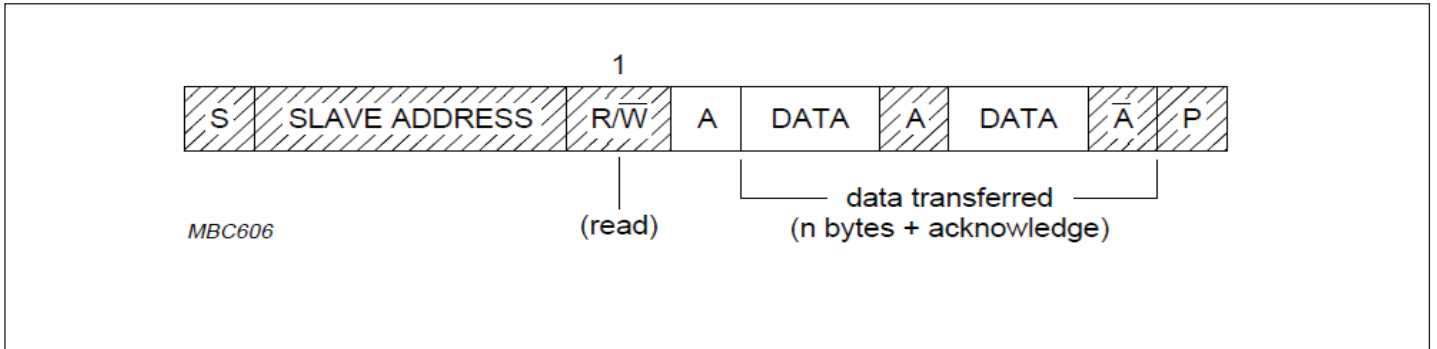 1
S SLAVE ADDRESS R/W̅ A DATA A DATA A̅ P
data transferred
(read) (n bytes + acknowledge)
MBC606